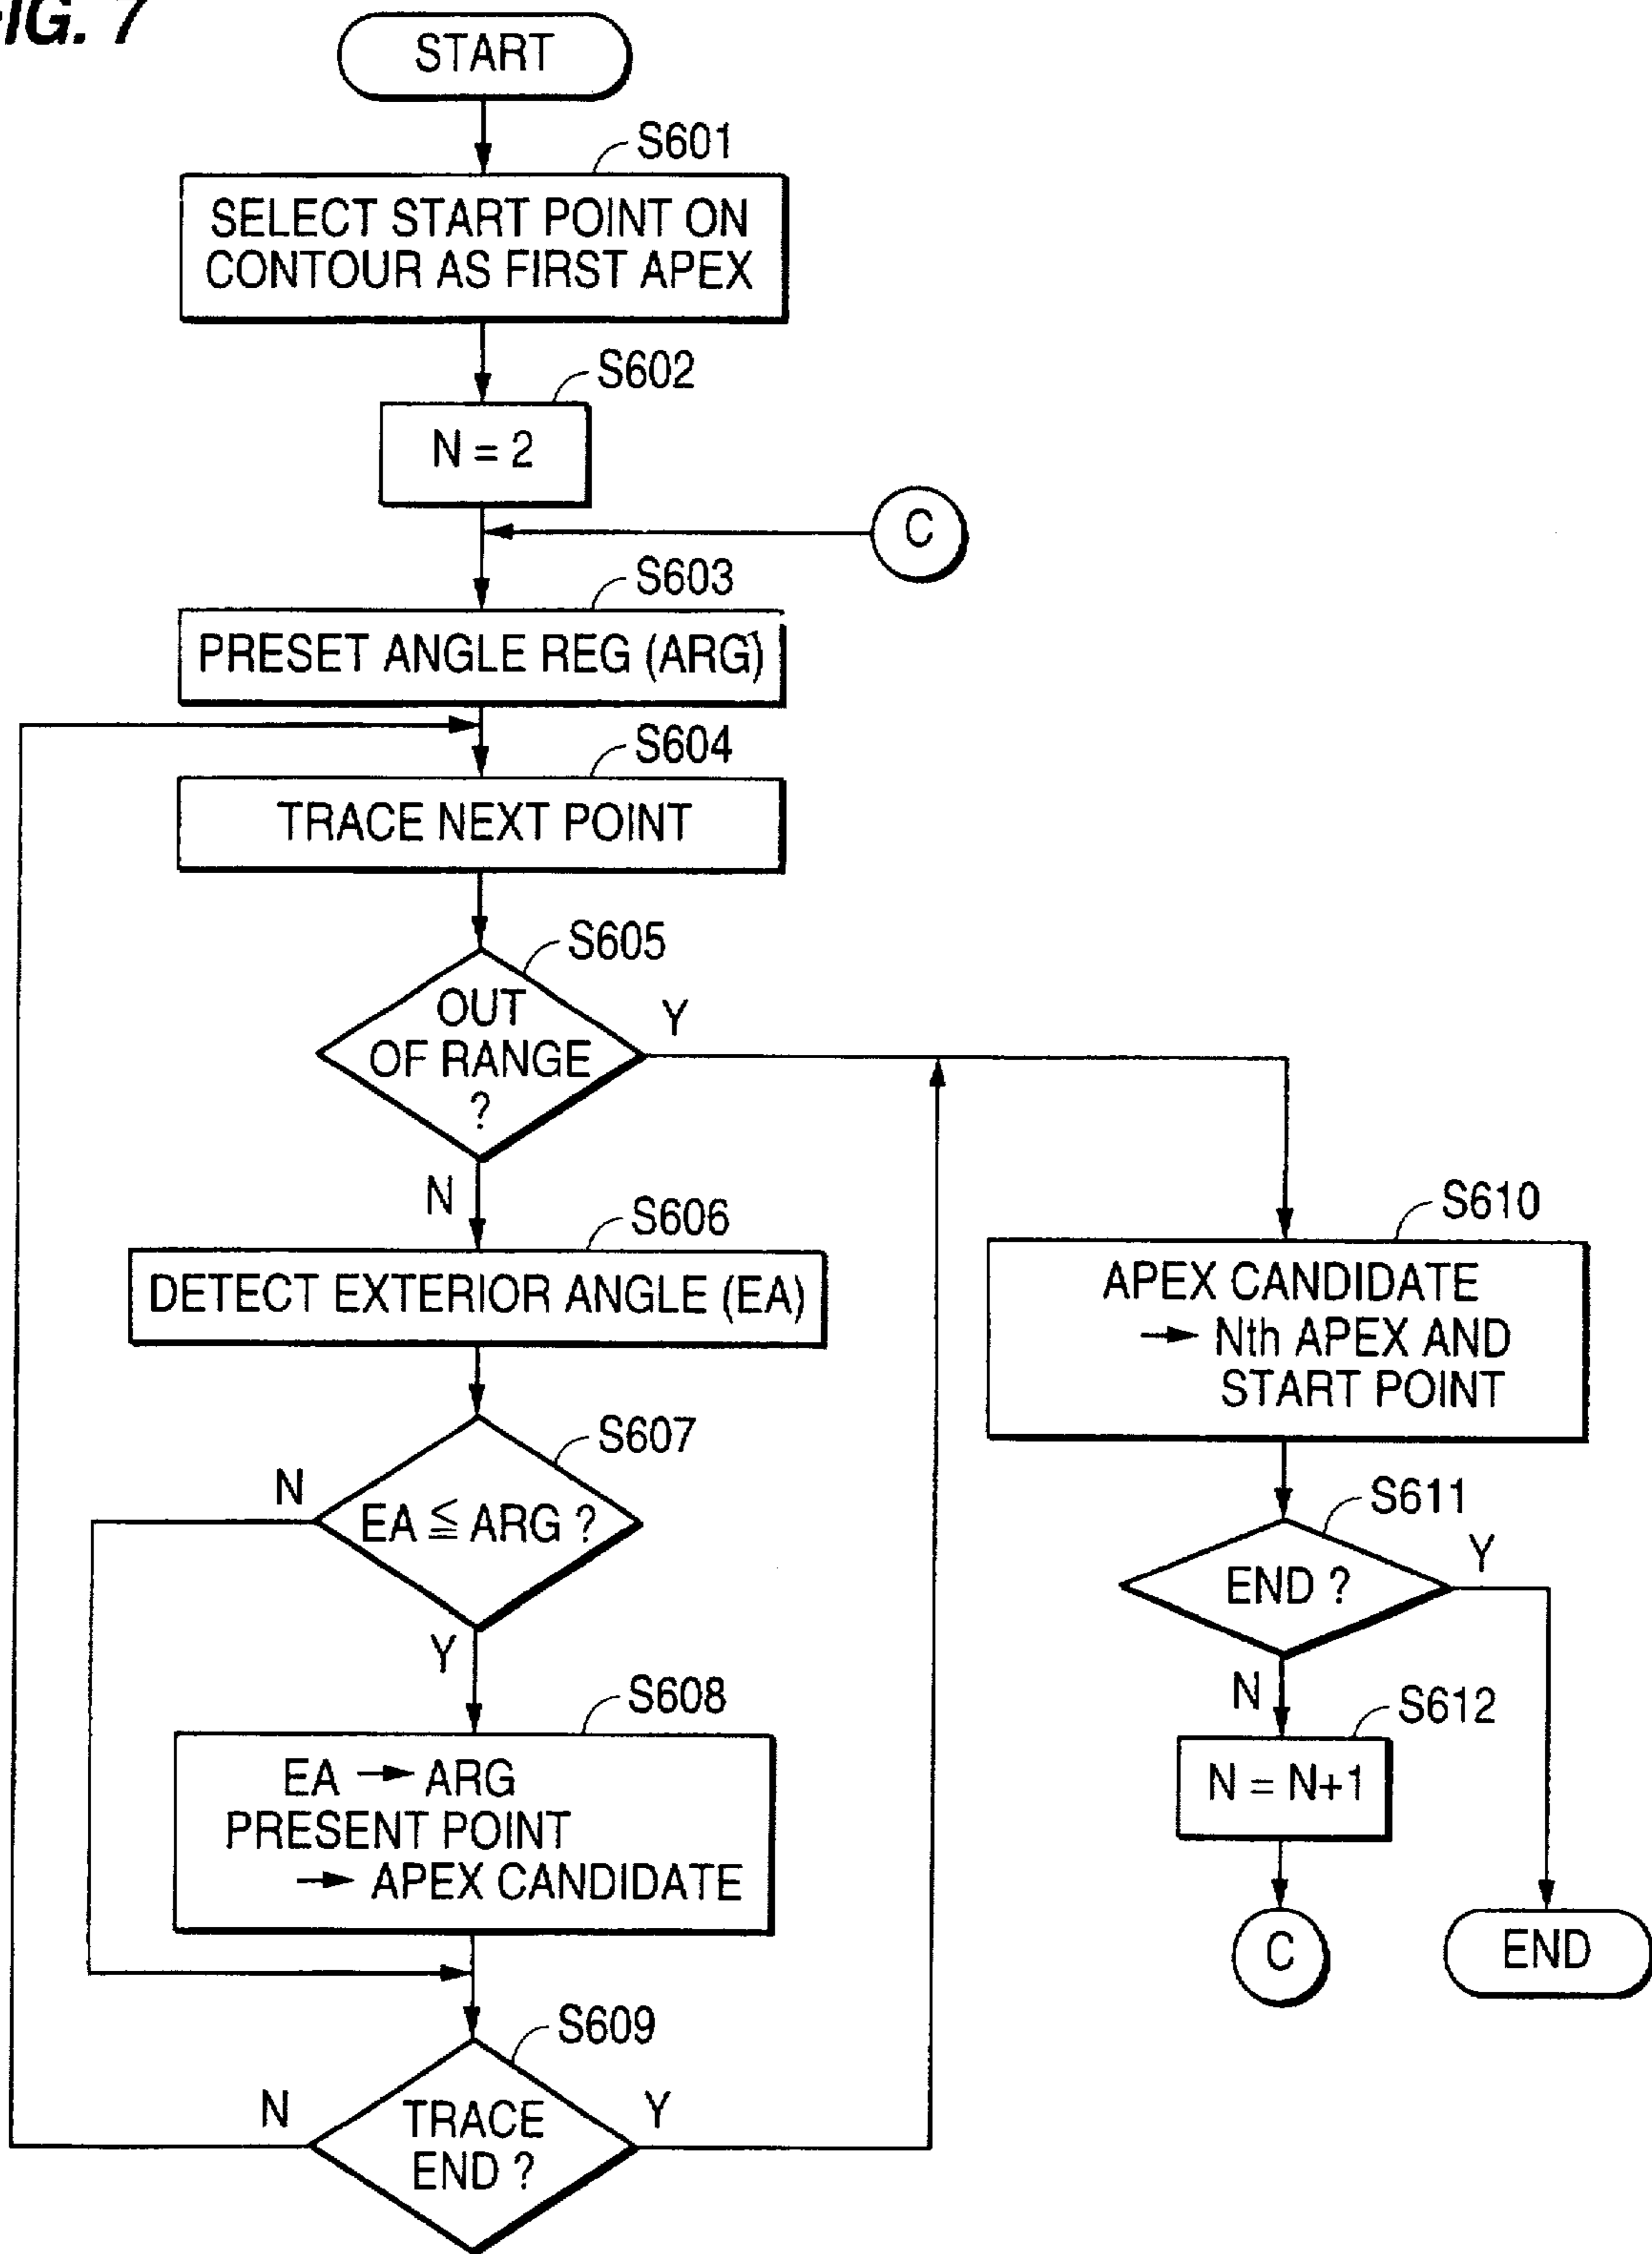 FIG. 7
START
S601
SELECT START POINT ON
CONTOUR AS FIRST APEX
S602
N = 2
C
S603
PRESET ANGLE REG (ARG)
S604
TRACE NEXT POINT
S605
OUT
OF RANGE
?
Y
N
S606
DETECT EXTERIOR ANGLE (EA)
S607
EA ≦ ARG ?
N
Y
S608
EA → ARG
PRESENT POINT
→ APEX CANDIDATE
S609
TRACE
END ?
N
Y
S610
APEX CANDIDATE
→ Nth APEX AND
START POINT
S611
END ?
Y
N
S612
N = N+1
C
END